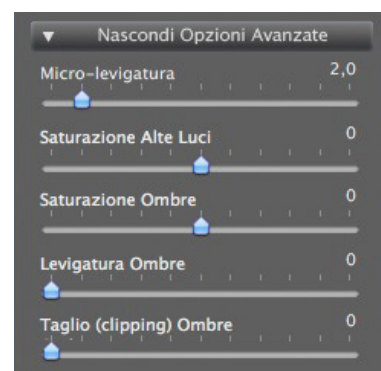 Nascondi Opzioni Avanzate
Micro-levigatura 2,0
Saturazione Alte Luci 0
Saturazione Ombre 0
Levigatura Ombre 0
Taglio (clipping) Ombre 0